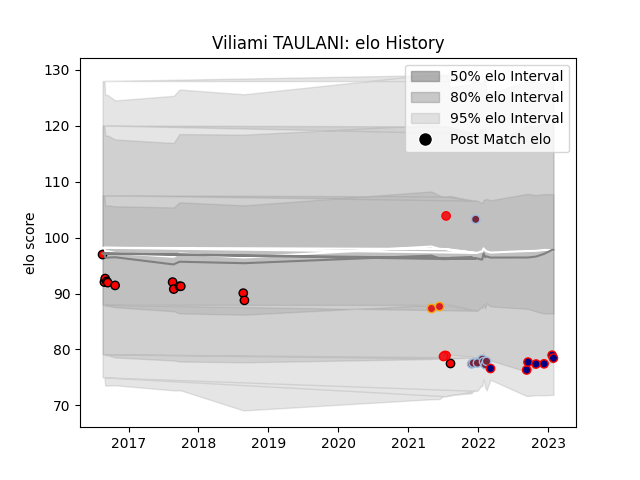 Viliami TAULANI: elo History
50% elo Interval
80% elo Interval
95% elo Interval
Post Match elo
elo score
130
120
110
100
90
80
70
2017 2018 2019 2020 2021 2022 2023